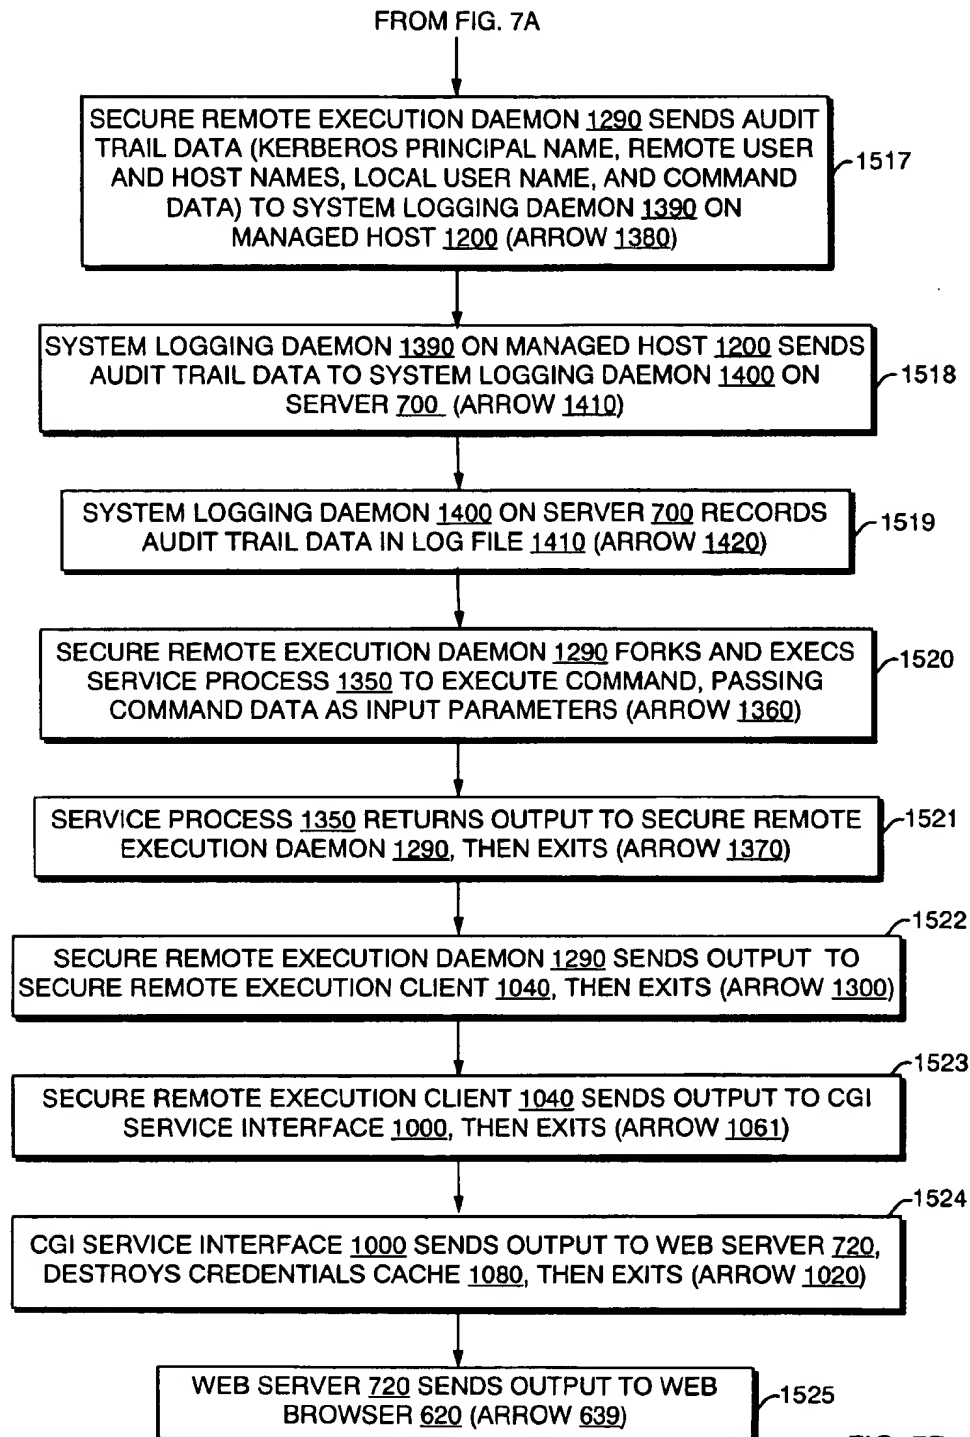 FROM FIG. 7A
SECURE REMOTE EXECUTION DAEMON 1290 SENDS AUDIT
TRAIL DATA (KERBEROS PRINCIPAL NAME, REMOTE USER
AND HOST NAMES, LOCAL USER NAME, AND COMMAND
DATA) TO SYSTEM LOGGING DAEMON 1390 ON
MANAGED HOST 1200 (ARROW 1380)
1517
SYSTEM LOGGING DAEMON 1390 ON MANAGED HOST 1200 SENDS
AUDIT TRAIL DATA TO SYSTEM LOGGING DAEMON 1400 ON
SERVER 700 (ARROW 1410)
1518
SYSTEM LOGGING DAEMON 1400 ON SERVER 700 RECORDS
AUDIT TRAIL DATA IN LOG FILE 1410 (ARROW 1420)
1519
SECURE REMOTE EXECUTION DAEMON 1290 FORKS AND EXECS
SERVICE PROCESS 1350 TO EXECUTE COMMAND, PASSING
COMMAND DATA AS INPUT PARAMETERS (ARROW 1360)
1520
SERVICE PROCESS 1350 RETURNS OUTPUT TO SECURE REMOTE
EXECUTION DAEMON 1290, THEN EXITS (ARROW 1370)
1521
1522
SECURE REMOTE EXECUTION DAEMON 1290 SENDS OUTPUT TO
SECURE REMOTE EXECUTION CLIENT 1040, THEN EXITS (ARROW 1300)
1523
SECURE REMOTE EXECUTION CLIENT 1040 SENDS OUTPUT TO CGI
SERVICE INTERFACE 1000, THEN EXITS (ARROW 1061)
1524
CGI SERVICE INTERFACE 1000 SENDS OUTPUT TO WEB SERVER 720,
DESTROYS CREDENTIALS CACHE 1080, THEN EXITS (ARROW 1020)
WEB SERVER 720 SENDS OUTPUT TO WEB
BROWSER 620 (ARROW 639)
1525